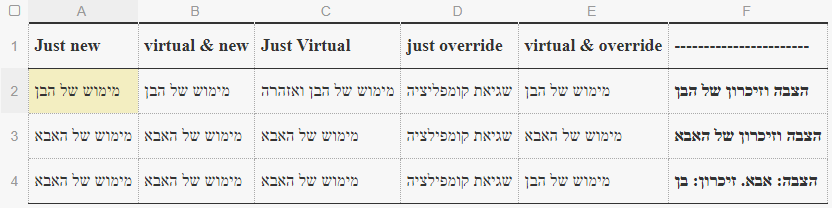 A B C D E F
1 Just new virtual & new Just Virtual just override virtual & override -----------------------
2 מימוש של הבן מימוש של הבן מימוש של הבן ואזהרה שגיאת קומפליציה מימוש של הבן הצבה וזיכרון של הבן
3 מימוש של האבא מימוש של האבא מימוש של האבא שגיאת קומפילציה מימוש של האבא הצבה וזיכרון של האבא
4 מימוש של האבא מימוש של האבא מימוש של האבא שגיאת קומפילציה מימוש של הבן הצבה: אבא. זיכרון: בן